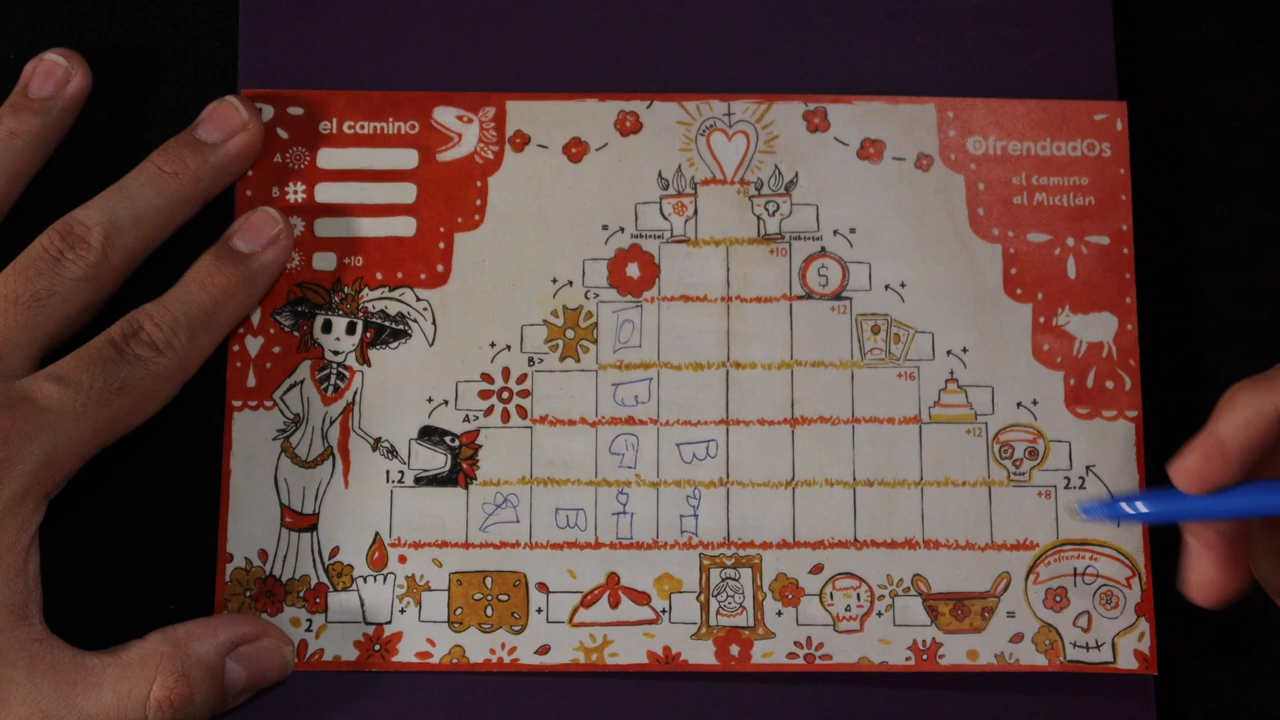 el camino
A
B
+10
total
OfrendadOs
el camino
al Mictlán
+8
= subtotal
subtotal =
+10
C>
$
+
+
+12
B>
+
+
+16
A>
+
+
+12
1.2
2.2
+8
la ofrenda de:
10
2
+ + + + + =